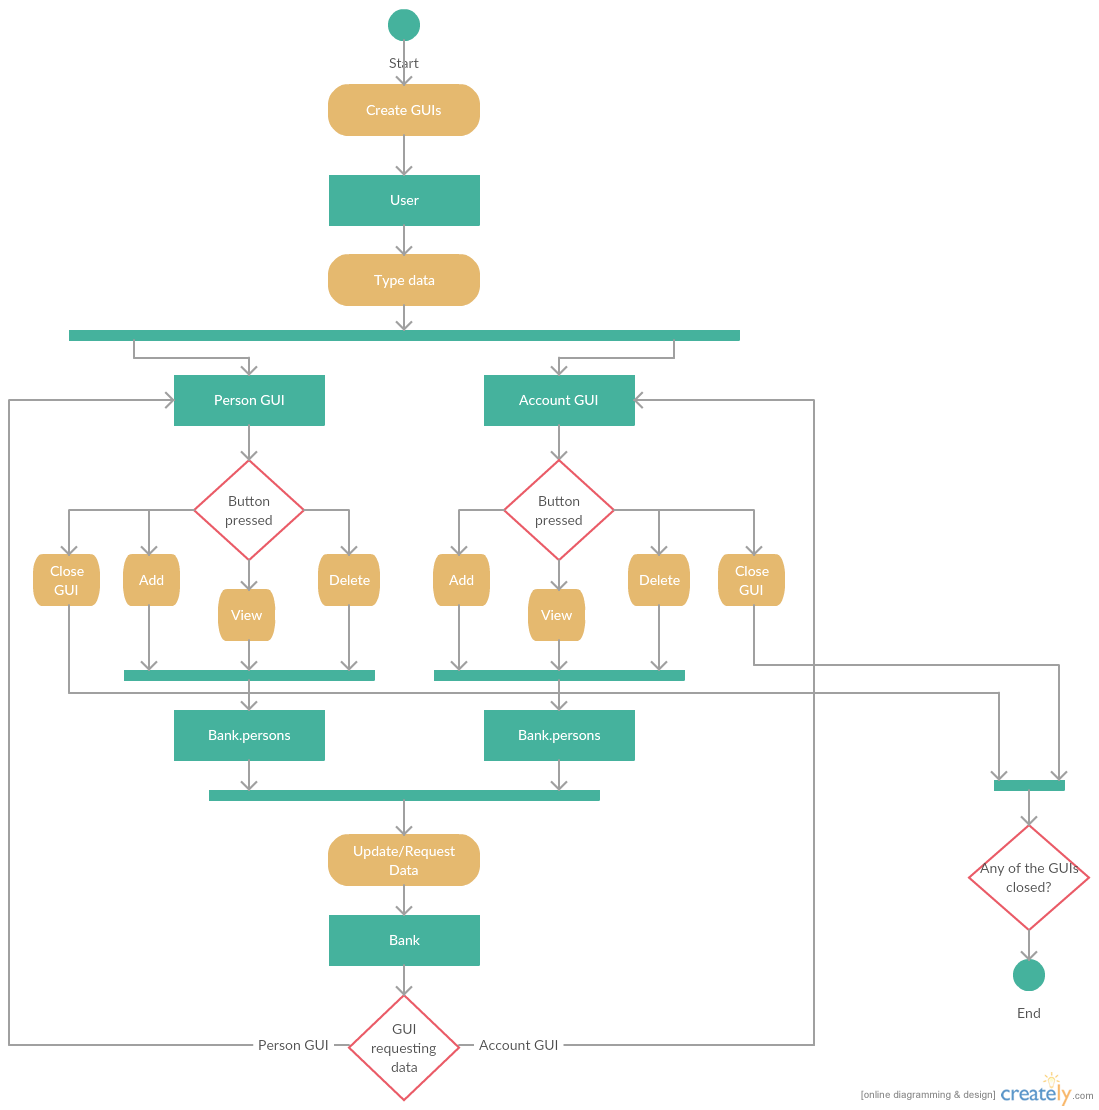 Start
Create GUIs
User
Type data
Person GUI
Account GUI
Button
pressed
Button
pressed
Close
GUI
Add
View
Delete
Add
View
Delete
Close
GUI
Bank.persons
Bank.persons
Update/Request
Data
Any of the GUIs
closed?
Bank
End
GUI
requesting
data
Person GUI
Account GUI
[online diagramming & design] creately.com